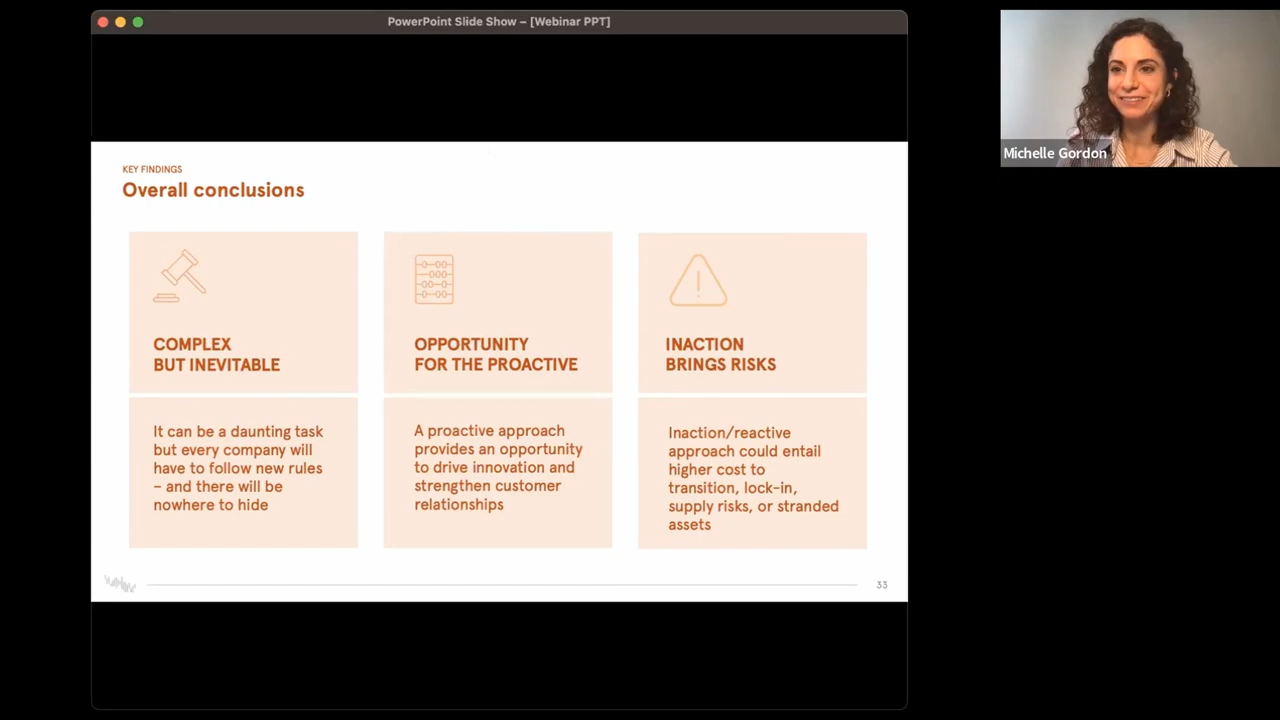 PowerPoint Slide Show – [Webinar PPT]
KEY FINDINGS
Overall conclusions
COMPLEX
BUT INEVITABLE
It can be a daunting task
but every company will
have to follow new rules
– and there will be
nowhere to hide
OPPORTUNITY
FOR THE PROACTIVE
A proactive approach
provides an opportunity
to drive innovation and
strengthen customer
relationships
INACTION
BRINGS RISKS
Inaction/reactive
approach could entail
higher cost to
transition, lock-in,
supply risks, or stranded
assets
33
Michelle Gordon